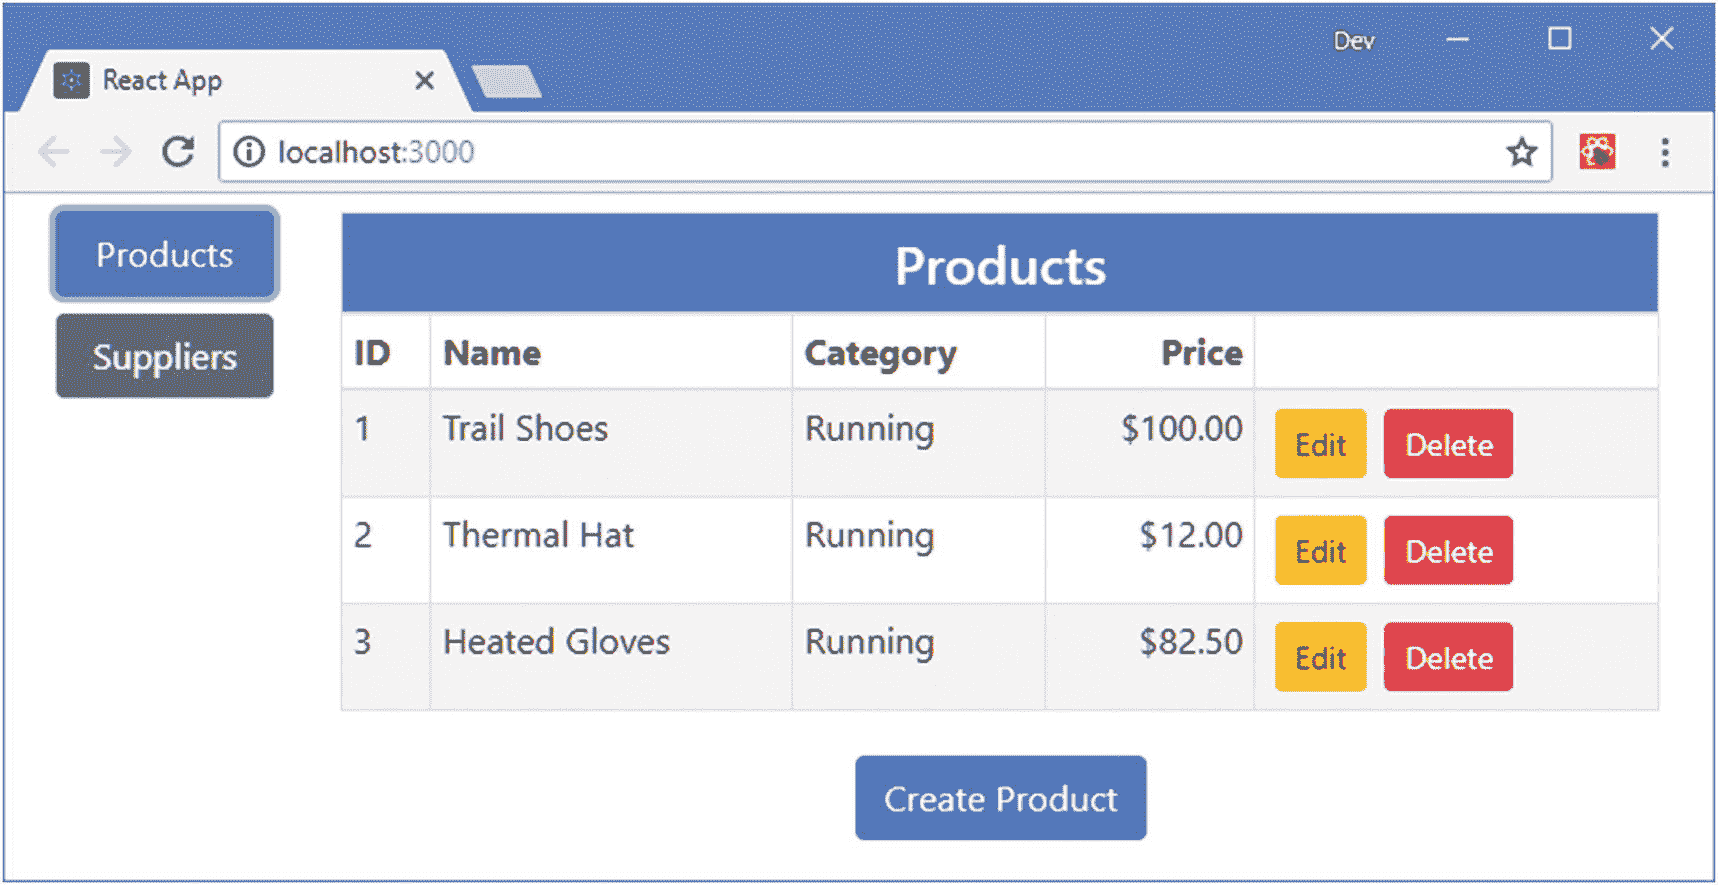 Dev
React App
localhost:3000
Products
Suppliers
Products
ID Name Category Price
1 Trail Shoes Running $100.00 Edit Delete
2 Thermal Hat Running $12.00 Edit Delete
3 Heated Gloves Running $82.50 Edit Delete
Create Product